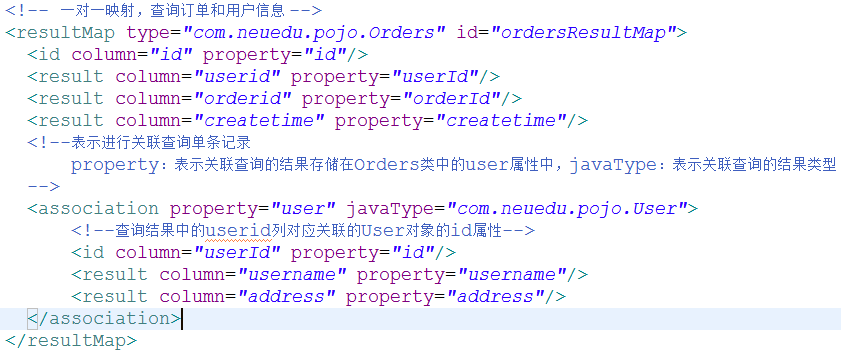 <!-- 一对一映射，查询订单和用户信息 -->
<resultMap type="com.neuedu.pojo.Orders" id="ordersResultMap">
<id column="id" property="id"/>
<result column="userid" property="userId"/>
<result column="orderid" property="orderId"/>
<result column="createtime" property="createtime"/>
<!--表示进行关联查询单条记录
property：表示关联查询的结果存储在Orders类中的user属性中，javaType：表示关联查询的结果类型
-->
<association property="user" javaType="com.neuedu.pojo.User">
<!--查询结果中的userid列对应关联的User对象的id属性-->
<id column="userId" property="id"/>
<result column="username" property="username"/>
<result column="address" property="address"/>
</association>
</resultMap>